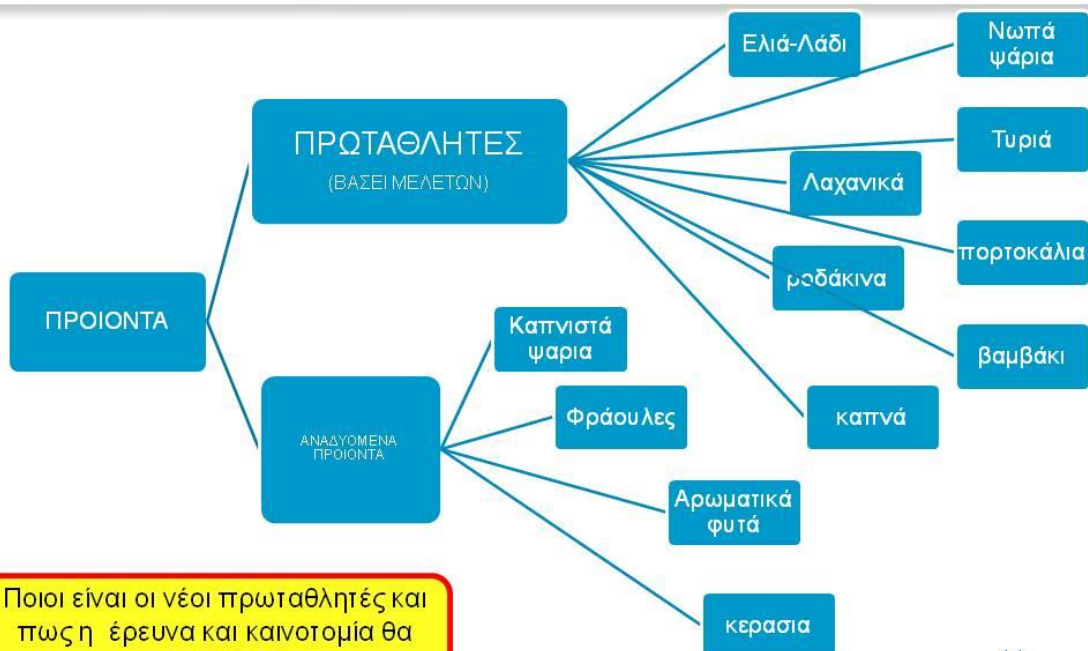 Ελιά-Λάδι
Νωπά
ψάρια
ΠΡΩΤΑΘΛΗΤΕΣ
(ΒΑΣΕΙ ΜΕΛΕΤΩΝ)
Τυριά
Λαχανικά
πορτοκάλια
ροδάκινα
ΠΡΟΙΟΝΤΑ
Καπνιστά
ψαρια
βαμβάκι
Φράουλες
καπνά
ΑΝΑΔΥΟΜΕΝΑ
ΠΡΟΙΟΝΤΑ
Αρωματικά
φυτά
κερασια
Ποιοι είναι οι νέοι πρωταθλητές και
πως η έρευνα και καινοτομία θα